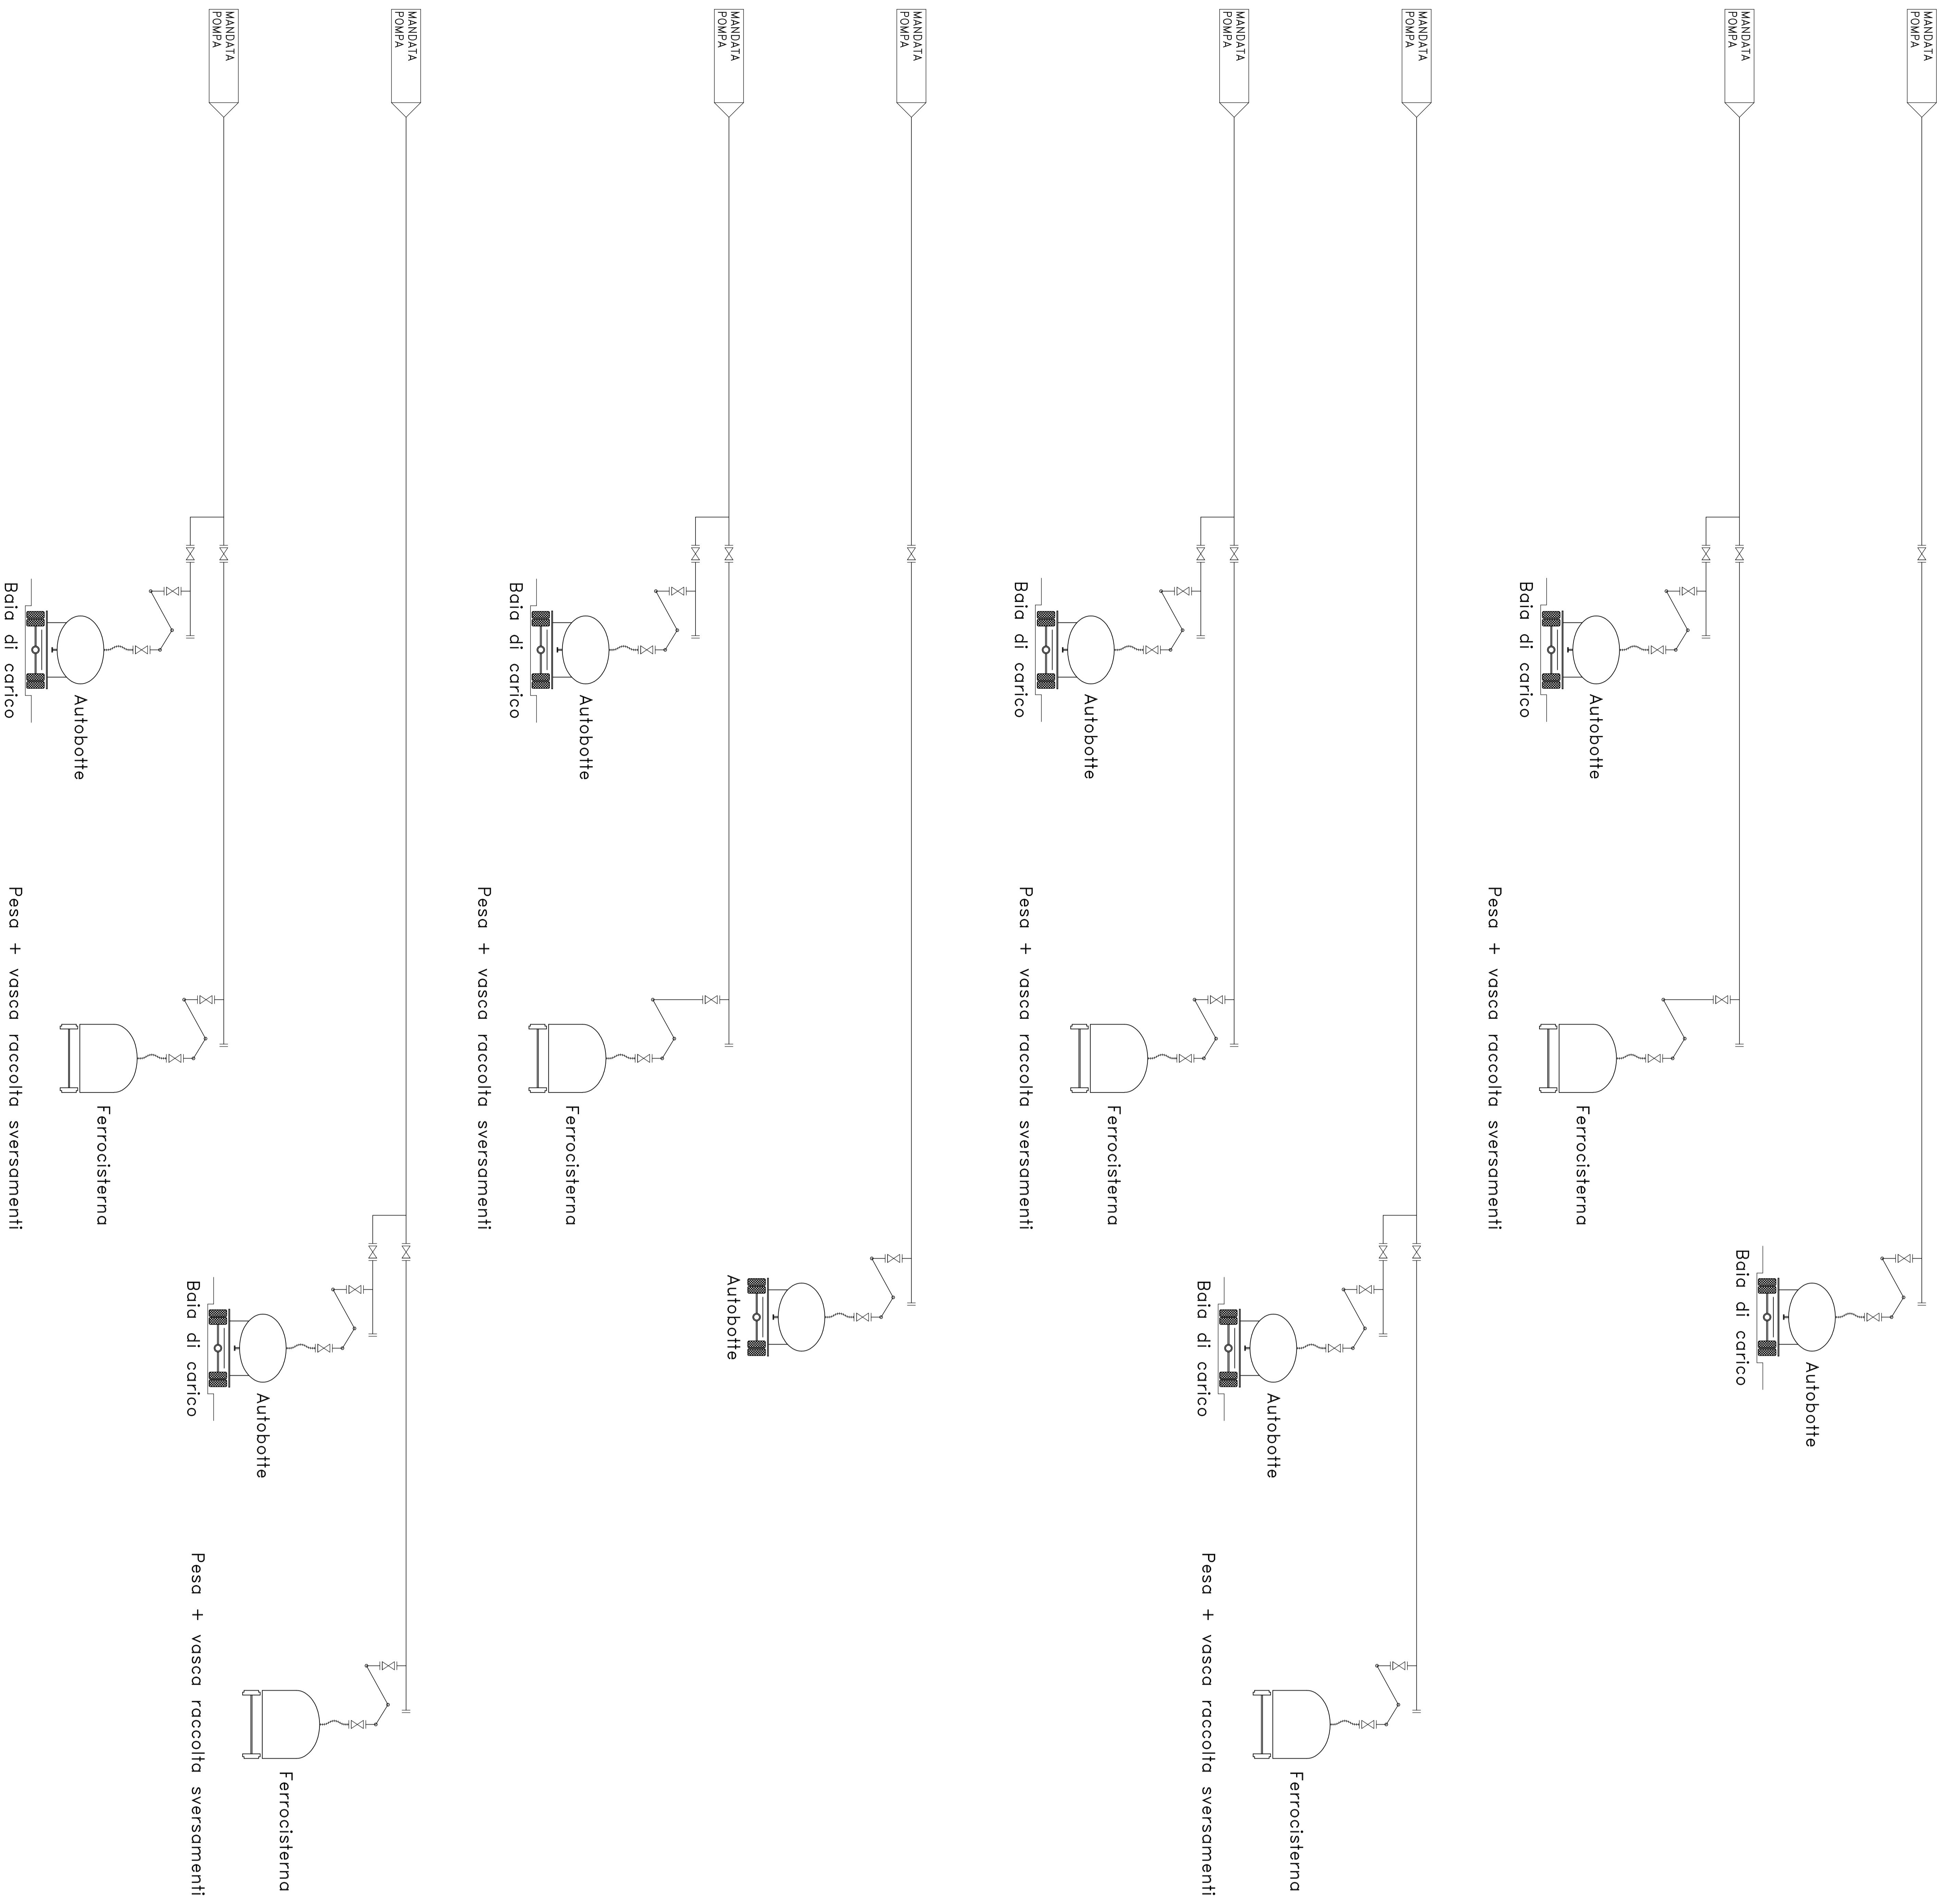 MANDATA
POMPA
Autobotte
Baia di carico
MANDATA
POMPA
Autobotte
Baia di carico
Ferrocisterna
Pesa + vasca raccolta sversamenti
MANDATA
POMPA
Autobotte
Baia di carico
Ferrocisterna
Pesa + vasca raccolta sversamenti
MANDATA
POMPA
Autobotte
Baia di carico
Ferrocisterna
Pesa + vasca raccolta sversamenti
MANDATA
POMPA
Autobotte
MANDATA
POMPA
Autobotte
Baia di carico
Ferrocisterna
Pesa + vasca raccolta sversamenti
MANDATA
POMPA
Autobotte
Baia di carico
Ferrocisterna
Pesa + vasca raccolta sversamenti
MANDATA
POMPA
Autobotte
Baia di carico
Ferrocisterna
Pesa + vasca raccolta sversamenti